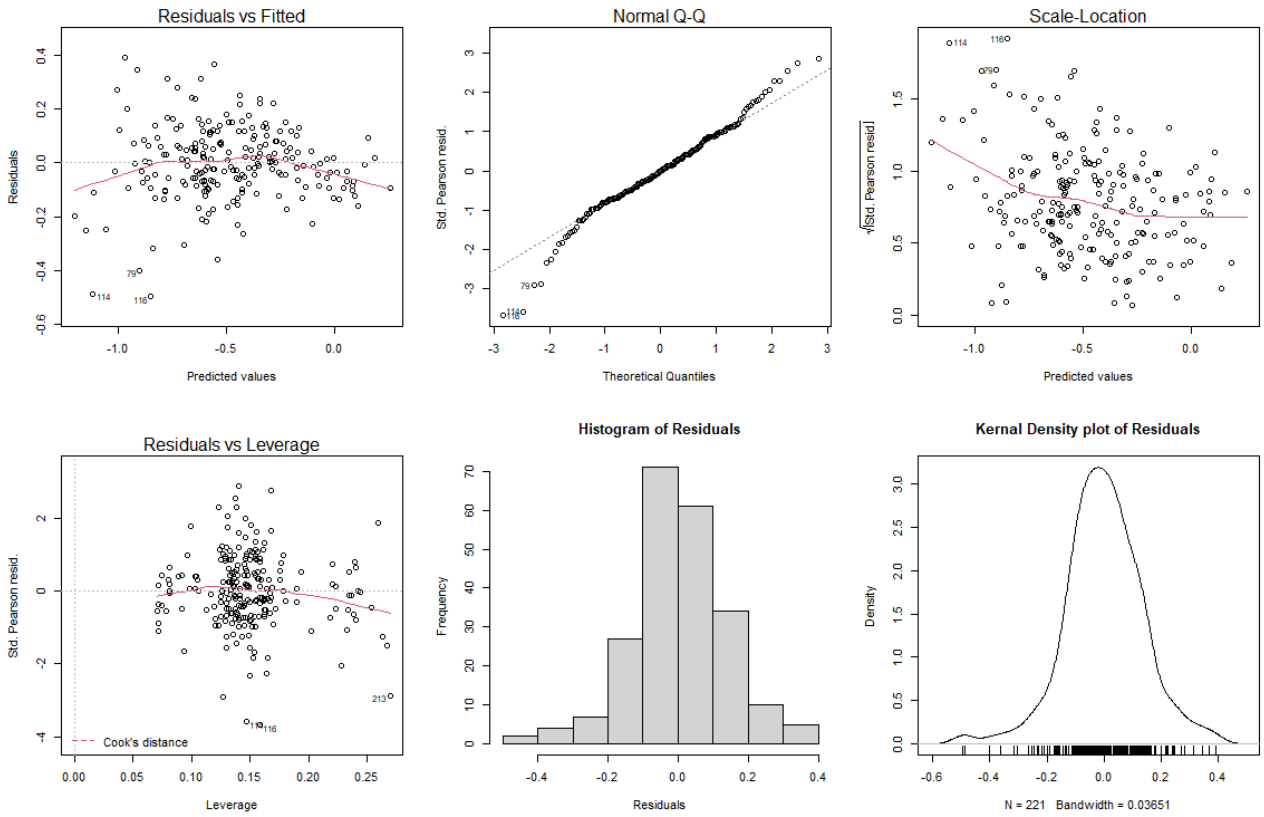 Residuals vs Fitted
Residuals
0.4
0.2
0.0
-0.2
-0.4
-0.6
79
114
116
-1.0 -0.5 0.0
Predicted values
Normal Q-Q
Std. Pearson resid.
3
2
1
0
-1
-2
-3
79
114
116
-3 -2 -1 0 1 2 3
Theoretical Quantiles
Scale-Location
√|Std. Pearson resid|
1.5
1.0
0.5
0.0
114
116
79
-1.0 -0.5 0.0
Predicted values
Residuals vs Leverage
Std. Pearson resid.
2
0
-2
-4
213
114
116
Cook's distance
0.00 0.05 0.10 0.15 0.20 0.25
Leverage
Histogram of Residuals
Frequency
70
60
50
40
30
20
10
0
-0.4 -0.2 0.0 0.2 0.4
Residuals
Kernal Density plot of Residuals
Density
3.0
2.5
2.0
1.5
1.0
0.5
0.0
-0.6 -0.4 -0.2 0.0 0.2 0.4
N = 221 Bandwidth = 0.03651